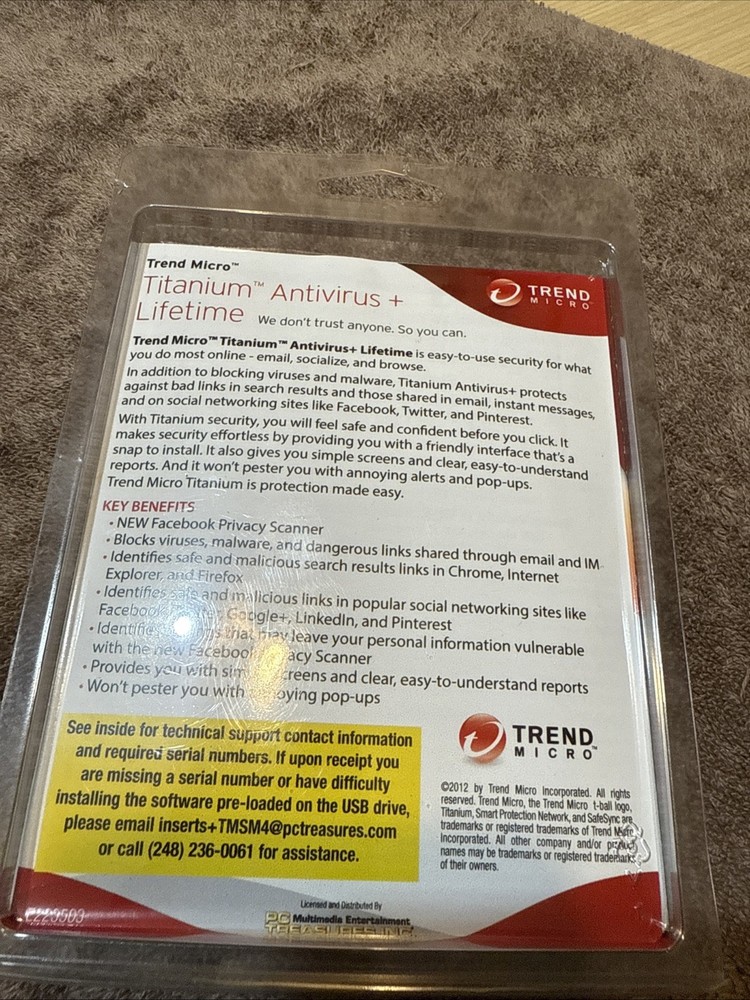 Trend Micro™
Titanium™ Antivirus +
Lifetime We don't trust anyone. So you can.
TREND
MICRO™
Trend Micro™ Titanium™ Antivirus+ Lifetime is easy-to-use security for what
you do most online - email, socialize, and browse.
In addition to blocking viruses and malware, Titanium Antivirus+ protects
against bad links in search results and those shared in email, instant messages,
and on social networking sites like Facebook, Twitter, and Pinterest.
With Titanium security, you will feel safe and confident before you click. It
makes security effortless by providing you with a friendly interface that's a
snap to install. It also gives you simple screens and clear, easy-to-understand
reports. And it won't pester you with annoying alerts and pop-ups.
Trend Micro Titanium is protection made easy.
KEY BENEFITS
• NEW Facebook Privacy Scanner
• Blocks viruses, malware, and dangerous links shared through email and IM
• Identifies safe and malicious search results links in Chrome, Internet
Explorer, and Firefox
• Identifies safe and malicious links in popular social networking sites like
Facebook, Google+, LinkedIn, and Pinterest
• Identifies that may leave your personal information vulnerable
with the new Facebook Privacy Scanner
• Provides you with screens and clear, easy-to-understand reports
• Won't pester you with annoying pop-ups
See inside for technical support contact information
and required serial numbers. If upon receipt you
are missing a serial number or have difficulty
installing the software pre-loaded on the USB drive,
please email inserts+TMSM4@pctreasures.com
or call (248) 236-0061 for assistance.
TREND
MICRO™
©2012 by Trend Micro Incorporated. All rights
reserved. Trend Micro, the Trend Micro t-ball logo,
Titanium, Smart Protection Network, and SafeSync are
trademarks or registered trademarks of Trend Micro
Incorporated. All other company and/or product
names may be trademarks or registered trademarks
of their owners.
Licensed and Distributed By
PC Multimedia Entertainment
TREASURES, INC.
E223503